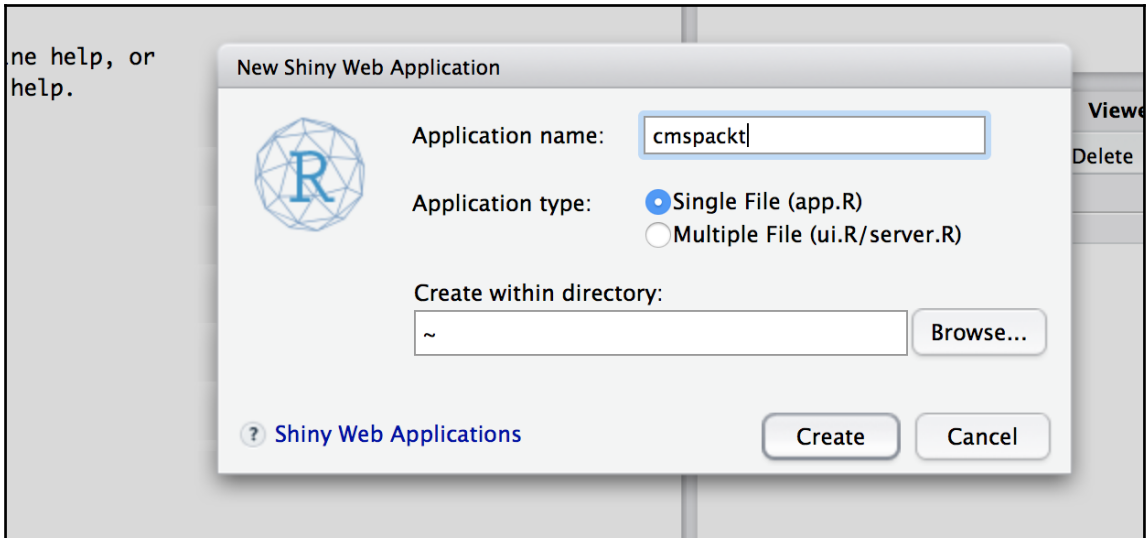 ne help, or
help.
New Shiny Web Application
R
Application name:
cmspackt
Application type:
Single File (app.R)
Multiple File (ui.R/server.R)
Create within directory:
~
Browse...
? Shiny Web Applications
Create
Cancel
Viewe
Delete